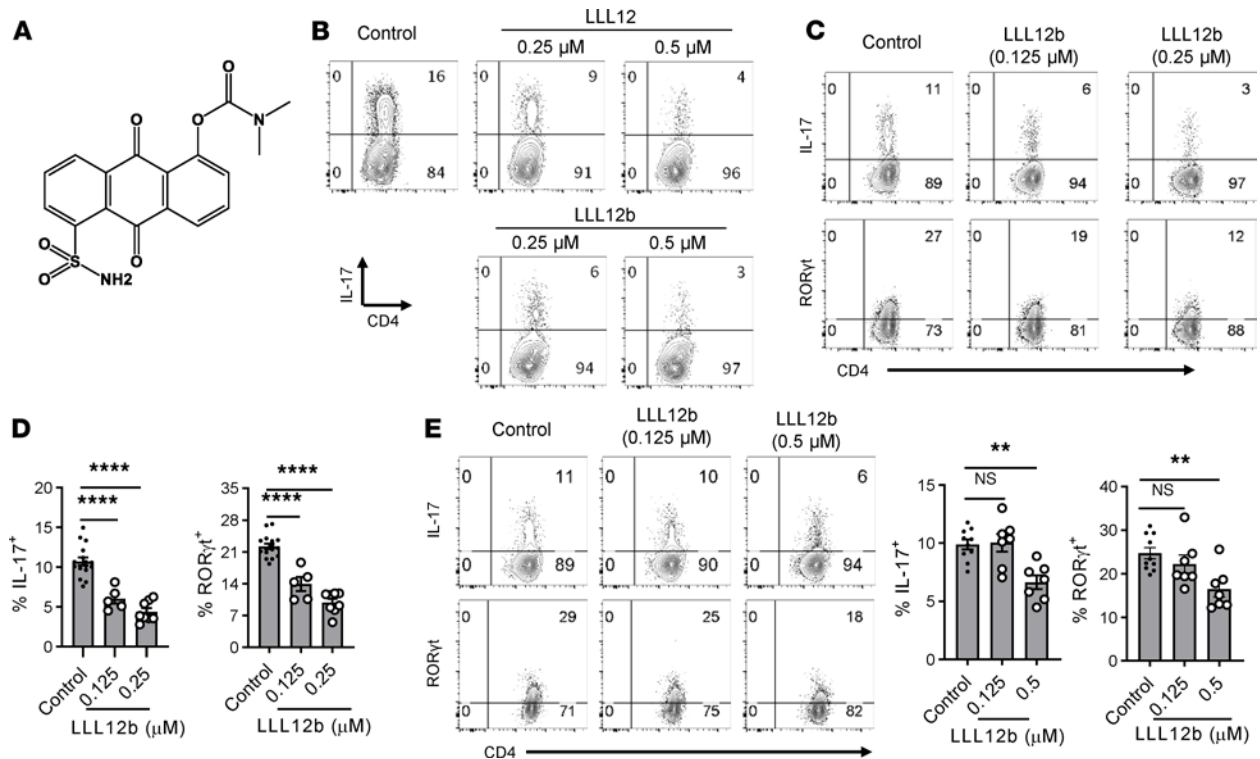 A
O
O
N
O
O
O
O
S
NH2
O
B
Control
LLL12
0.25 µM
0.5 µM
0
16
0
9
0
4
0
84
0
91
0
96
LLL12b
0.25 µM
0.5 µM
0
6
0
3
0
94
0
97
IL-17
CD4
C
Control
LLL12b
(0.125 µM)
LLL12b
(0.25 µM)
IL-17
0
11
0
6
0
3
0
89
0
94
0
97
RORγt
0
27
0
19
0
12
0
73
0
81
0
88
CD4
D
****
****
% IL-17+
20
15
10
5
0
Control
0.125
0.25
LLL12b (µM)
****
****
% RORγt+
35
28
21
14
7
0
Control
0.125
0.25
LLL12b (µM)
E
Control
LLL12b
(0.125 µM)
LLL12b
(0.5 µM)
IL-17
0
11
0
10
0
6
0
89
0
90
0
94
RORγt
0
29
0
25
0
18
0
71
0
75
0
82
CD4
**
NS
% IL-17+
15
10
5
0
Control
0.125
0.5
LLL12b (µM)
**
NS
% RORγt+
40
30
20
10
0
Control
0.125
0.5
LLL12b (µM)